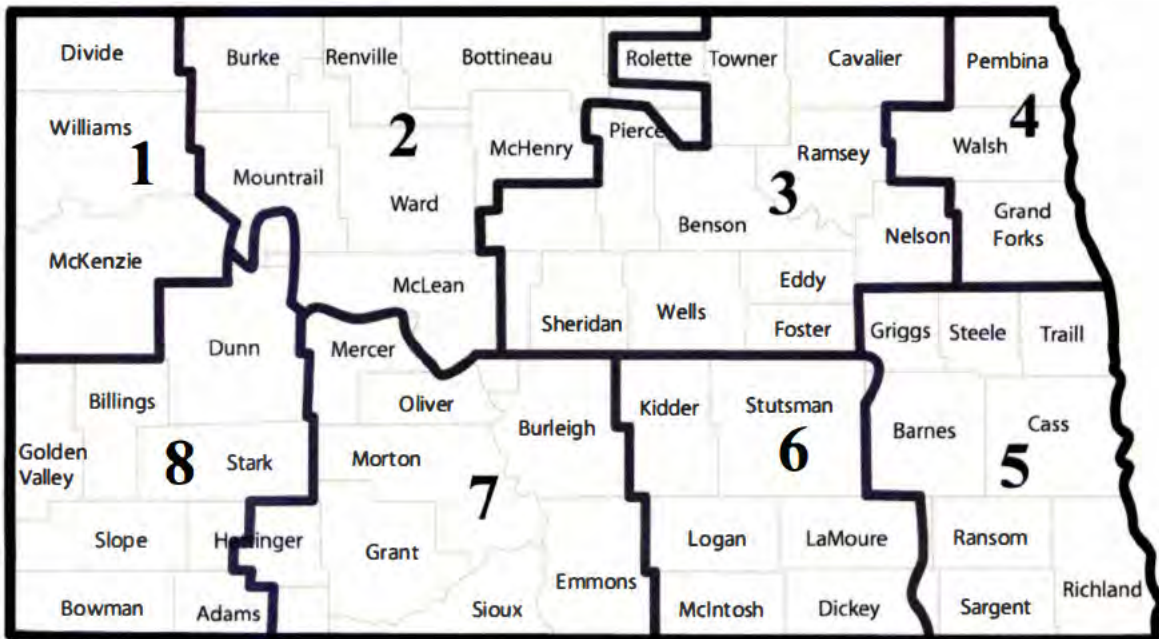 Divide
Burke
Renville
Bottineau
Rolette
Towner
Cavalier
Pembina
4
Williams
1
2
McHenry
Pierce
Ramsey
Walsh
Mountrail
Ward
3
Benson
Nelson
Grand
Forks
McKenzie
McLean
Eddy
Sheridan
Wells
Foster
Griggs
Steele
Traill
Dunn
Mercer
Billings
Oliver
Burleigh
Kidder
Stutsman
Barnes
Cass
Golden
Valley
8
Stark
Morton
7
6
5
Slope
Hettinger
Grant
Logan
LaMoure
Ransom
Emmons
Richland
Bowman
Adams
Sioux
McIntosh
Dickey
Sargent